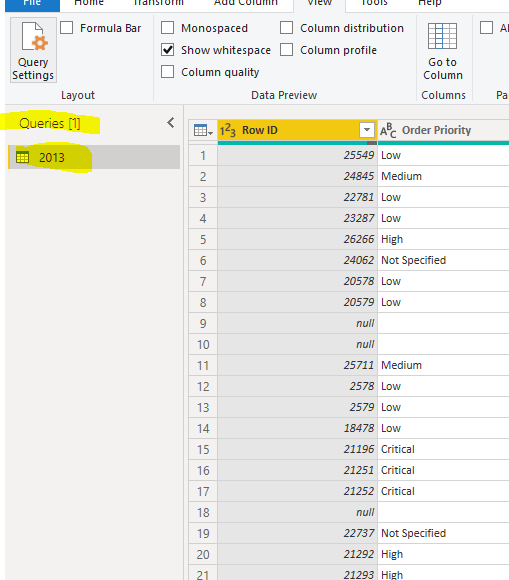 File Home Transform Add Column View Tools Help
Formula Bar Monospaced Column distribution
Show whitespace Column profile
Query Settings Column quality Go to Column
Layout Data Preview Columns
Queries [1]
2013
1²3 Row ID ABC Order Priority
1 25549 Low
2 24845 Medium
3 22781 Low
4 23287 Low
5 26266 High
6 24062 Not Specified
7 20578 Low
8 20579 Low
9 null
10 null
11 25711 Medium
12 2578 Low
13 2579 Low
14 18478 Low
15 21196 Critical
16 21251 Critical
17 21252 Critical
18 null
19 22737 Not Specified
20 21292 High
21 21293 High